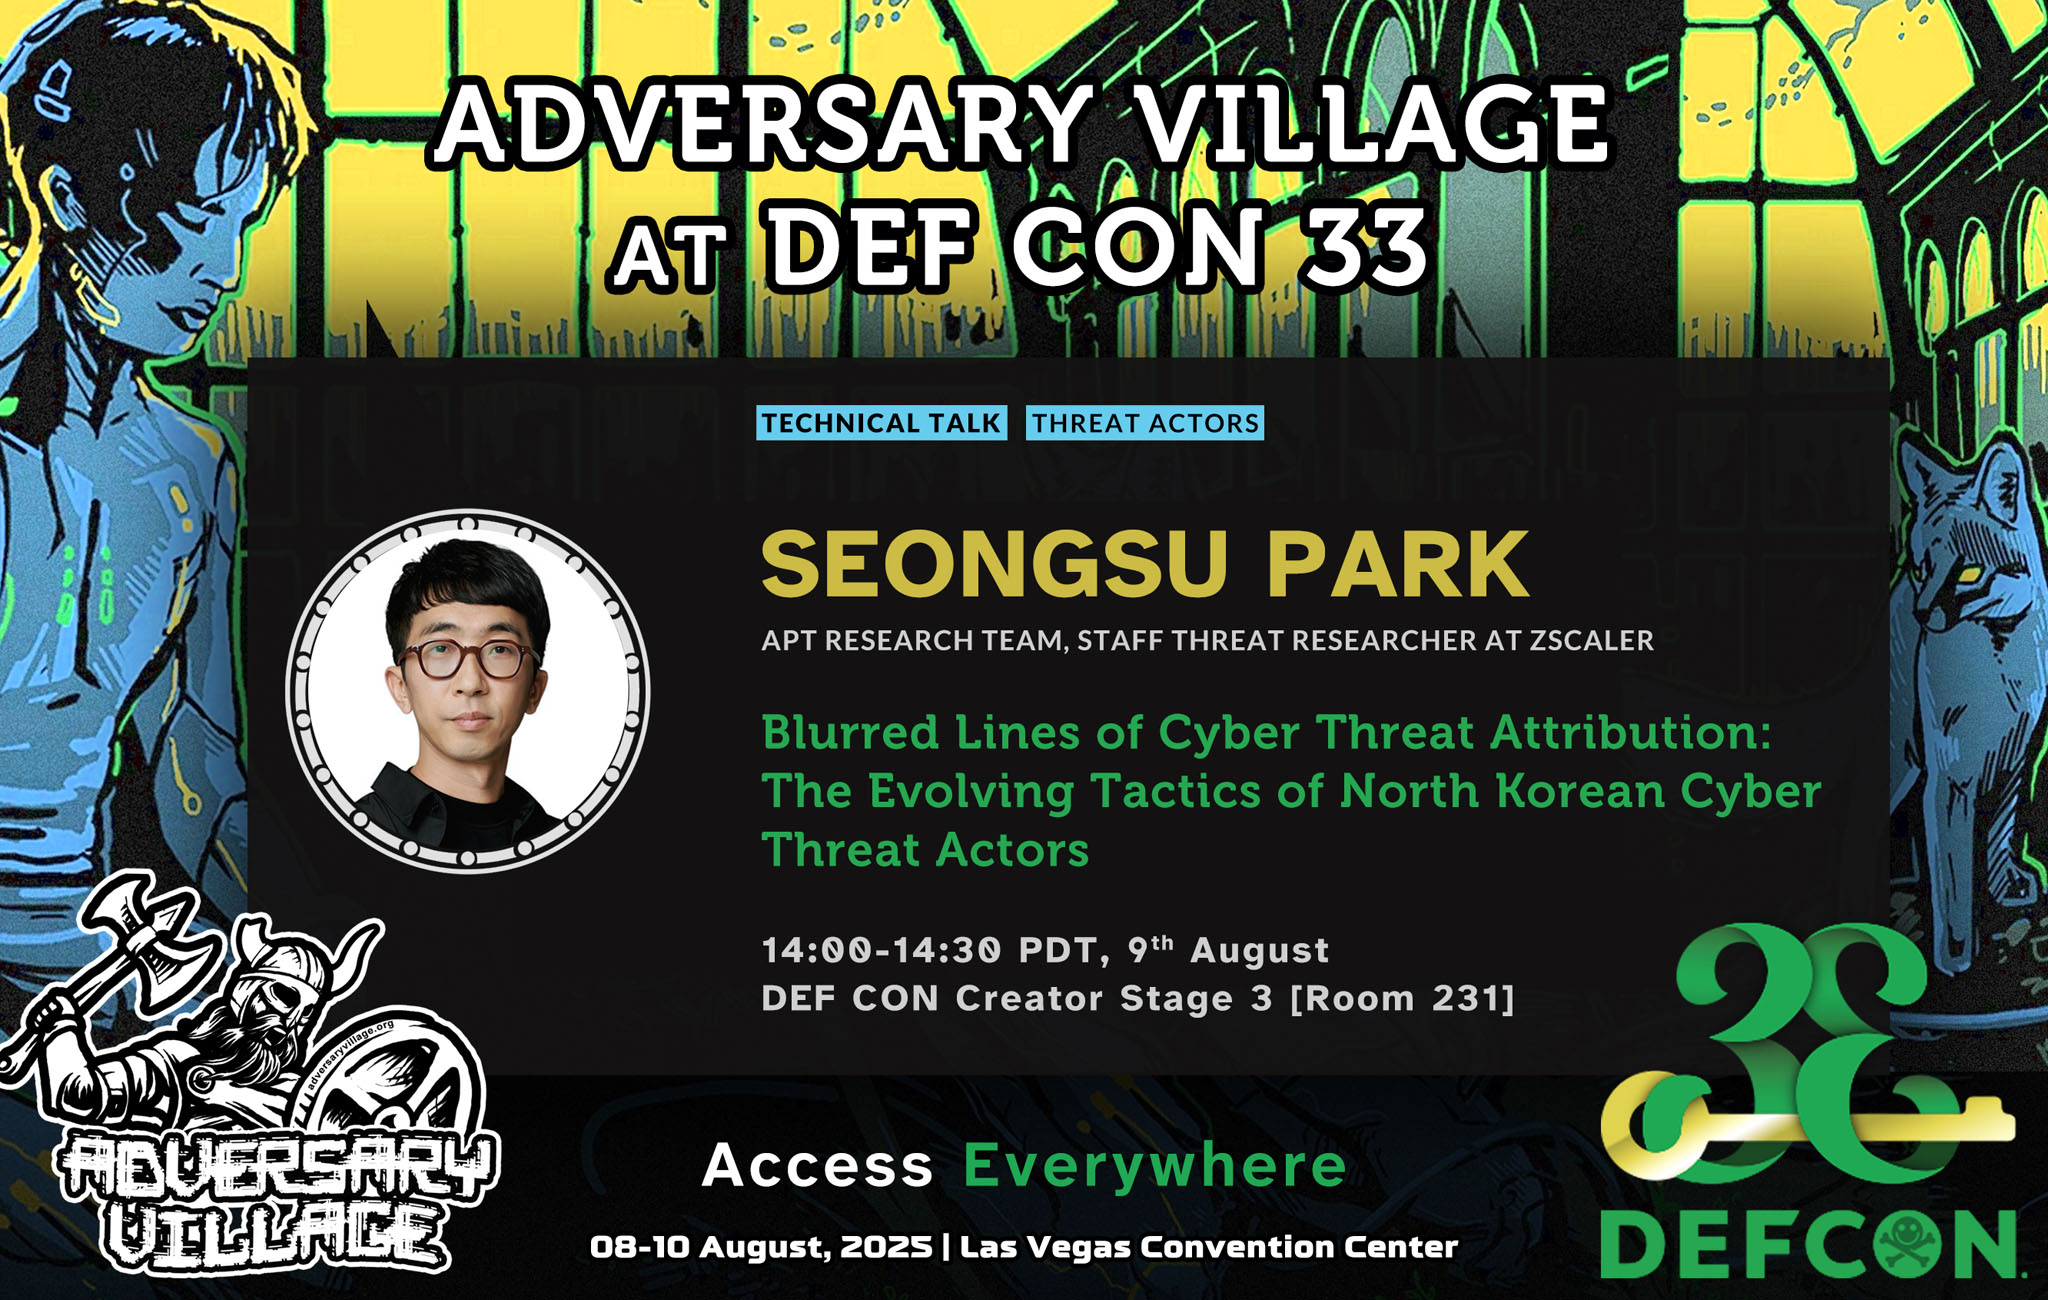 ADVERSARY VILLAGE
AT DEF CON 33
TECHNICAL TALK THREAT ACTORS
SEONGSU PARK
APT RESEARCH TEAM, STAFF THREAT RESEARCHER AT ZSCALER
Blurred Lines of Cyber Threat Attribution:
The Evolving Tactics of North Korean Cyber
Threat Actors
14:00-14:30 PDT, 9th August
DEF CON Creator Stage 3 [Room 231]
adversaryvillage.org
ADVERSARY
VILLAGE
Access Everywhere
08-10 August, 2025 | Las Vegas Convention Center
33
DEFCON.